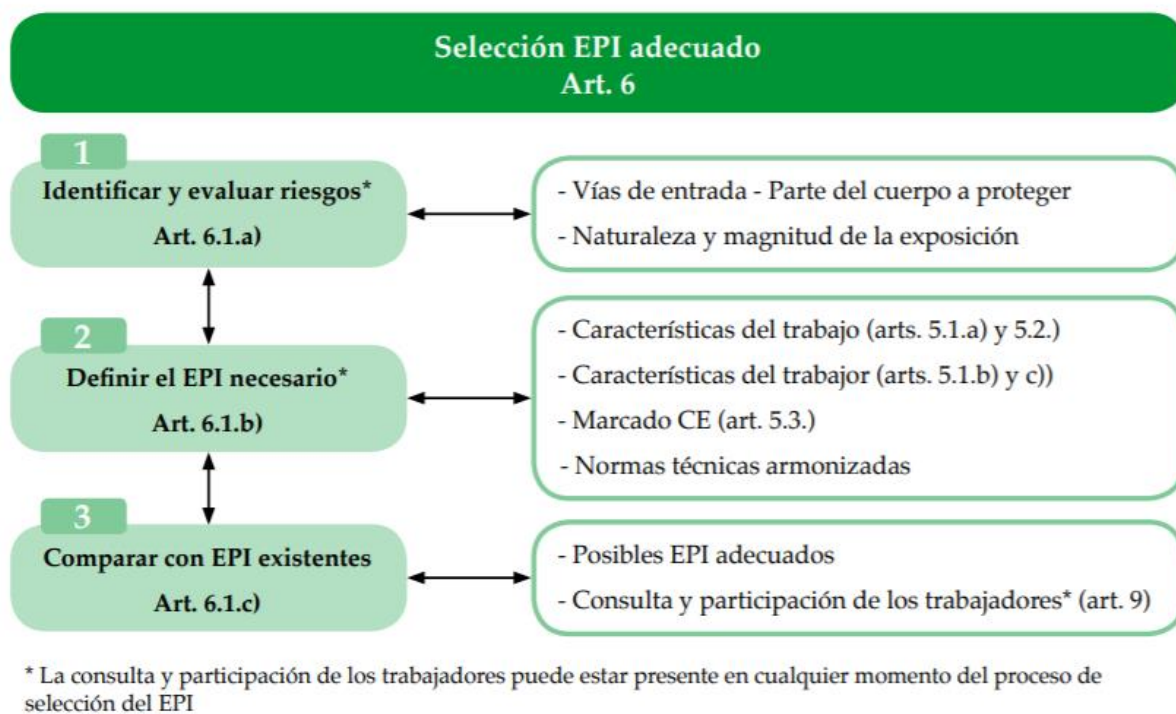 Selección EPI adecuado
Art. 6
1
Identificar y evaluar riesgos*
Art. 6.1.a)
- Vías de entrada - Parte del cuerpo a proteger
- Naturaleza y magnitud de la exposición
2
Definir el EPI necesario*
Art. 6.1.b)
- Características del trabajo (arts. 5.1.a) y 5.2.)
- Características del trabajor (arts. 5.1.b) y c))
- Marcado CE (art. 5.3.)
- Normas técnicas armonizadas
3
Comparar con EPI existentes
Art. 6.1.c)
- Posibles EPI adecuados
- Consulta y participación de los trabajadores* (art. 9)
* La consulta y participación de los trabajadores puede estar presente en cualquier momento del proceso de
selección del EPI